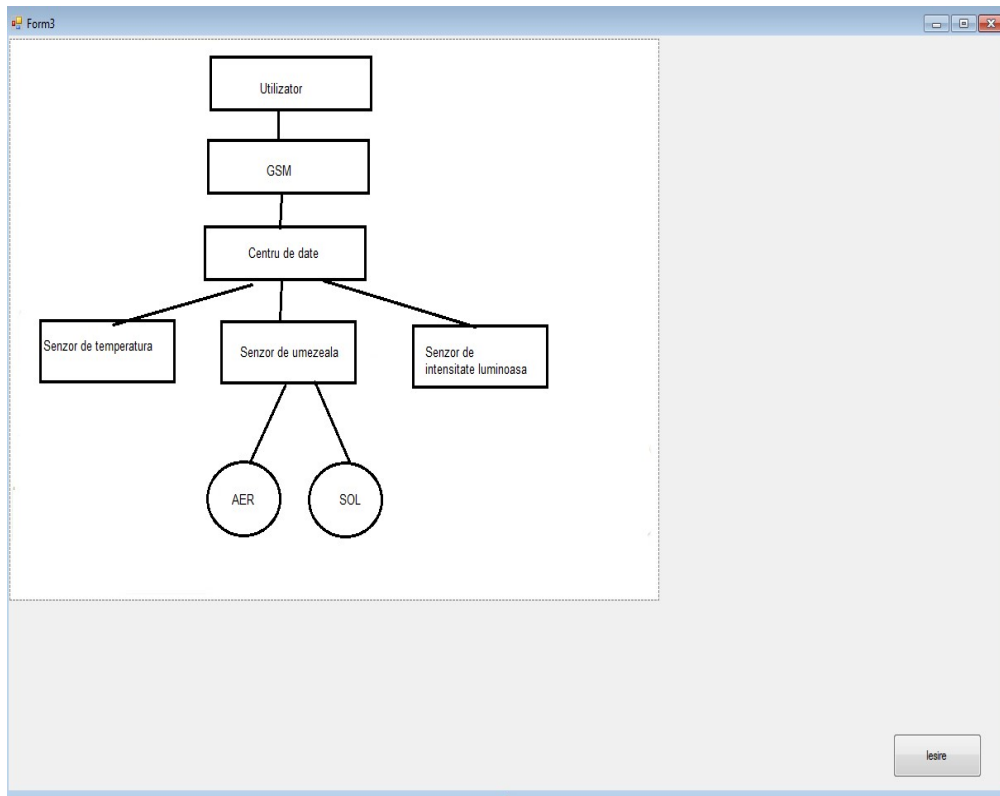 Form3
Utilizator
GSM
Centru de date
Senzor de temperatura
Senzor de umezeala
Senzor de
intensitate luminoasa
AER
SOL
Iesire